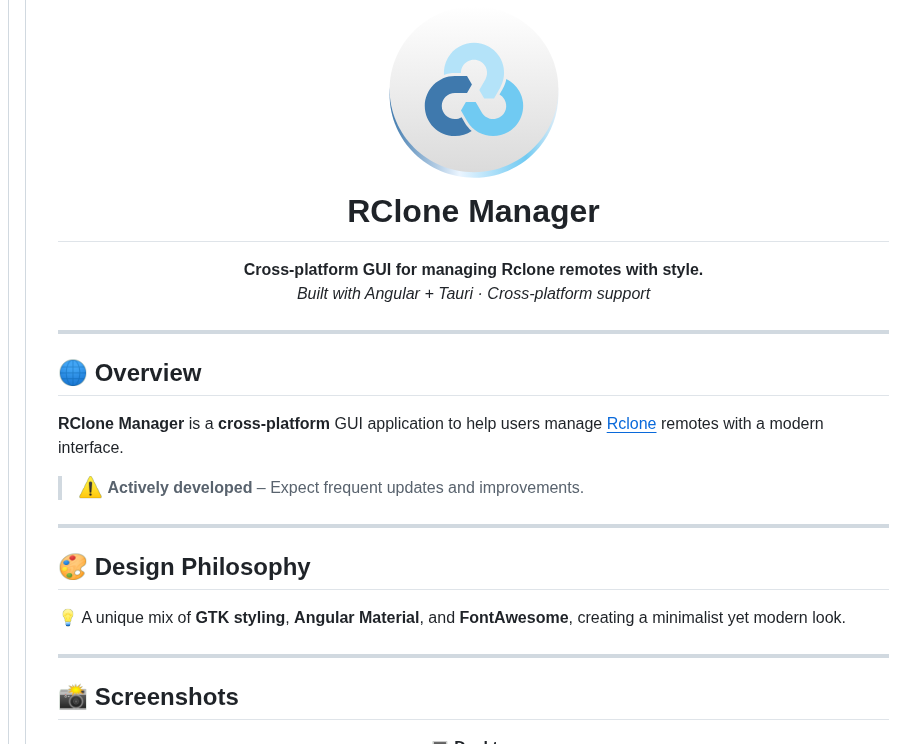 RClone Manager
Cross-platform GUI for managing Rclone remotes with style.
Built with Angular + Tauri · Cross-platform support
🌐 Overview
RClone Manager is a cross-platform GUI application to help users manage Rclone remotes with a modern
interface.
⚠️ Actively developed – Expect frequent updates and improvements.
🎨 Design Philosophy
💡 A unique mix of GTK styling, Angular Material, and FontAwesome, creating a minimalist yet modern look.
📸 Screenshots